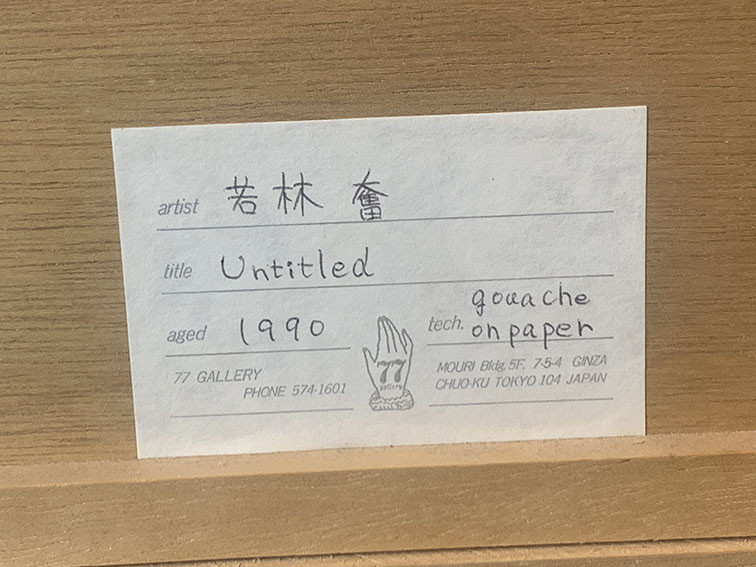 artist 若林 奮
title Untitled
aged 1990
tech. gouache
on paper
77 GALLERY
PHONE 574-1601
77
gallery
MOURI Bldg. 5F, 7-5-4 GINZA
CHUO-KU TOKYO 104 JAPAN